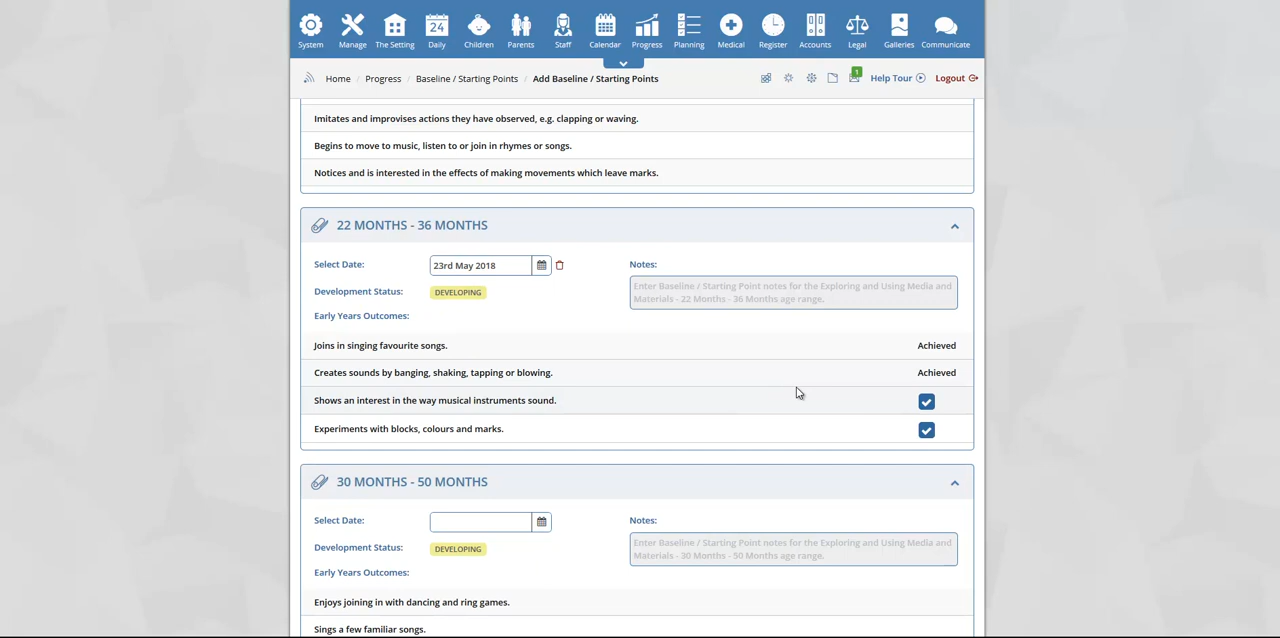 System Manage The Setting 24 Daily Children Parents Staff Calendar Progress Planning Medical Register Accounts Legal Galleries Communicate
Home / Progress / Baseline / Starting Points / Add Baseline / Starting Points 1 Help Tour Logout
Imitates and improvises actions they have observed, e.g. clapping or waving.
Begins to move to music, listen to or join in rhymes or songs.
Notices and is interested in the effects of making movements which leave marks.
22 MONTHS - 36 MONTHS
Select Date: 23rd May 2018 Notes:
Enter Baseline / Starting Point notes for the Exploring and Using Media and
Materials - 22 Months - 36 Months age range.
Development Status: DEVELOPING
Early Years Outcomes:
Joins in singing favourite songs. Achieved
Creates sounds by banging, shaking, tapping or blowing. Achieved
Shows an interest in the way musical instruments sound.
Experiments with blocks, colours and marks.
30 MONTHS - 50 MONTHS
Select Date: Notes:
Enter Baseline / Starting Point notes for the Exploring and Using Media and
Materials - 30 Months - 50 Months age range.
Development Status: DEVELOPING
Early Years Outcomes:
Enjoys joining in with dancing and ring games.
Sings a few familiar songs.